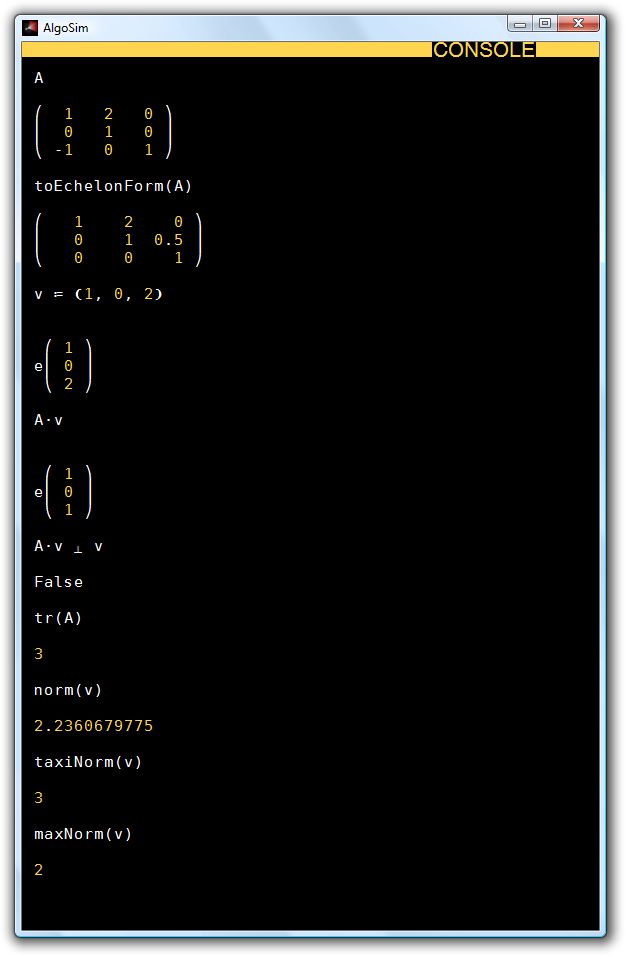 AlgoSim
CONSOLE
A
( 1 2 0 )
( 0 1 0 )
( -1 0 1 )
toEchelonForm(A)
( 1 2 0 )
( 0 1 0.5 )
( 0 0 1 )
v ≔ (1, 0, 2)
( 1 )
e( 0 )
( 2 )
A·v
( 1 )
e( 0 )
( 1 )
A·v ⊥ v
False
tr(A)
3
norm(v)
2.2360679775
taxiNorm(v)
3
maxNorm(v)
2